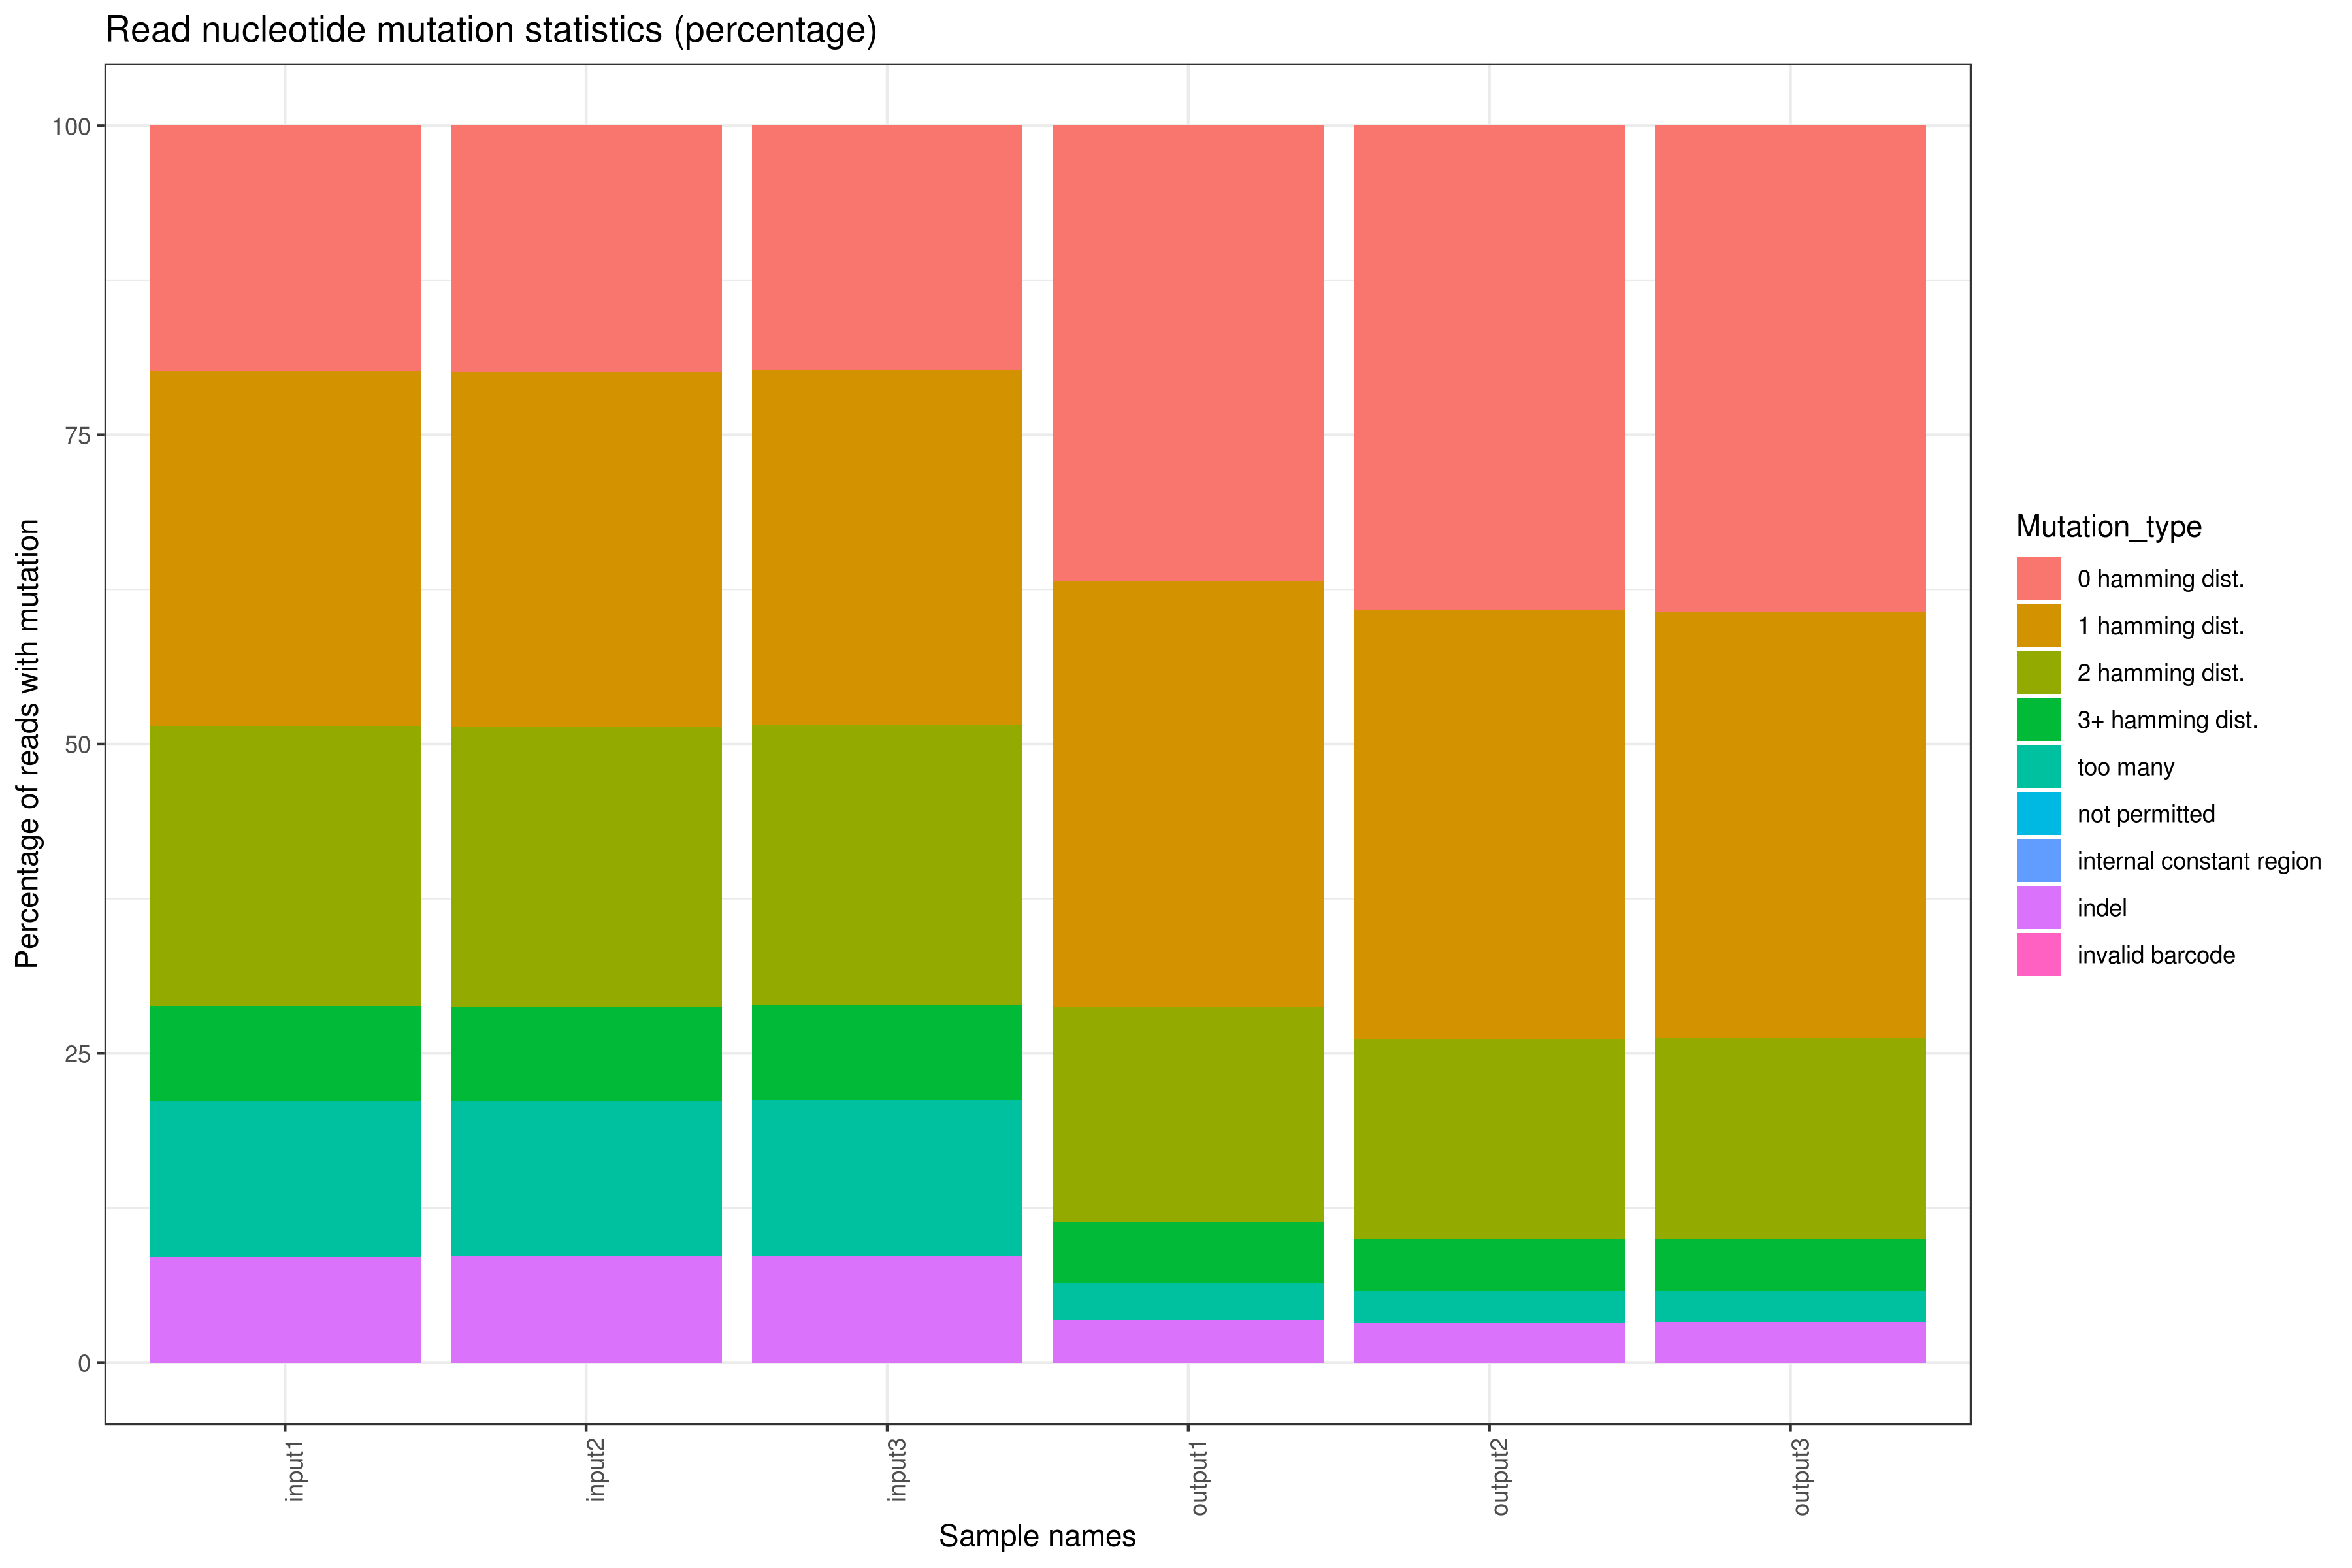 Read nucleotide mutation statistics (percentage)
Percentage of reads with mutation
100
75
50
25
0
input1
input2
input3
output1
output2
output3
Sample names
Mutation_type
0 hamming dist.
1 hamming dist.
2 hamming dist.
3+ hamming dist.
too many
not permitted
internal constant region
indel
invalid barcode